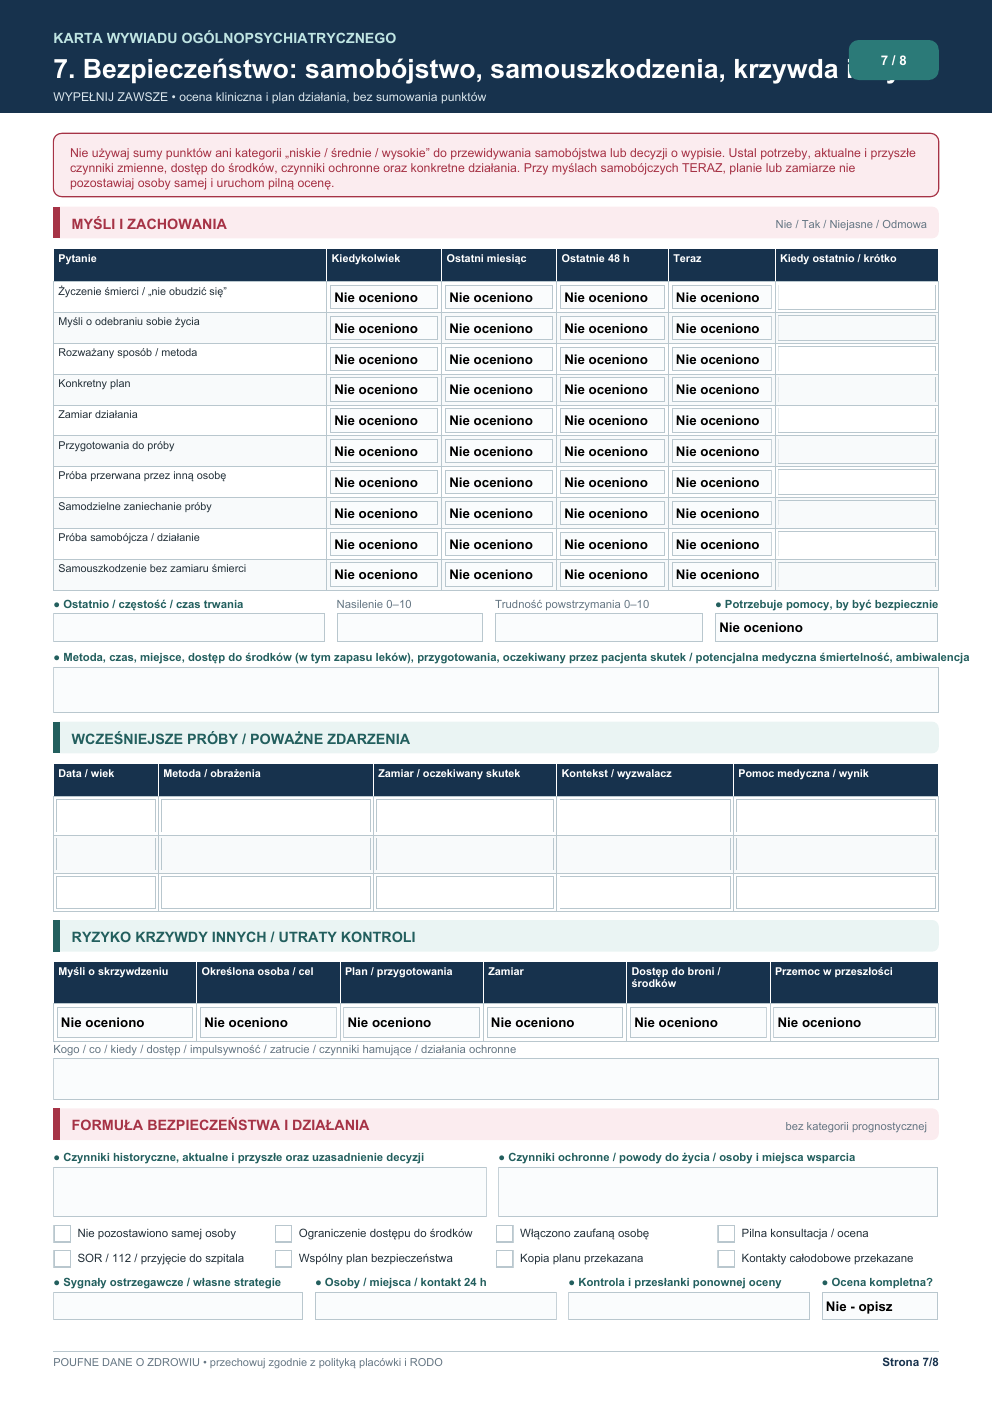 KARTA WYWIADU OGÓLNOPSYCHIATRYCZNEGO
7. Bezpieczeństwo: samobójstwo, samouszkodzenia, krzywda
7 / 8
WYPEŁNIJ ZAWSZE • ocena kliniczna i plan działania, bez sumowania punktów
Nie używaj sumy punktów ani kategorii „niskie / średnie / wysokie” do przewidywania samobójstwa lub decyzji o wypisie. Ustal potrzeby, aktualne i przyszłe
czynniki zmienne, dostęp do środków, czynniki ochronne oraz konkretne działania. Przy myślach samobójczych TERAZ, planie lub zamiarze nie
pozostawiaj osoby samej i uruchom pilną ocenę.
MYŚLI I ZACHOWANIA
Nie / Tak / Niejasne / Odmowa
Pytanie Kiedykolwiek Ostatni miesiąc Ostatnie 48 h Teraz Kiedy ostatnio / krótko
Życzenie śmierci / „nie obudzić się” Nie oceniono Nie oceniono Nie oceniono Nie oceniono
Myśli o odebraniu sobie życia Nie oceniono Nie oceniono Nie oceniono Nie oceniono
Rozważany sposób / metoda Nie oceniono Nie oceniono Nie oceniono Nie oceniono
Konkretny plan Nie oceniono Nie oceniono Nie oceniono Nie oceniono
Zamiar działania Nie oceniono Nie oceniono Nie oceniono Nie oceniono
Przygotowania do próby Nie oceniono Nie oceniono Nie oceniono Nie oceniono
Próba przerwana przez inną osobę Nie oceniono Nie oceniono Nie oceniono Nie oceniono
Samodzielne zaniechanie próby Nie oceniono Nie oceniono Nie oceniono Nie oceniono
Próba samobójcza / działanie Nie oceniono Nie oceniono Nie oceniono Nie oceniono
Samouszkodzenie bez zamiaru śmierci Nie oceniono Nie oceniono Nie oceniono Nie oceniono
● Ostatnio / częstość / czas trwania Nasilenie 0–10 Trudność powstrzymania 0–10 ● Potrzebuje pomocy, by być bezpiecznie
Nie oceniono
● Metoda, czas, miejsce, dostęp do środków (w tym zapasu leków), przygotowania, oczekiwany przez pacjenta skutek / potencjalna medyczna śmiertelność, ambiwalencja
WCZEŚNIEJSZE PRÓBY / POWAŻNE ZDARZENIA
Data / wiek Metoda / obrażenia Zamiar / oczekiwany skutek Kontekst / wyzwalacz Pomoc medyczna / wynik
RYZYKO KRZYWDY INNYCH / UTRATY KONTROLI
Myśli o skrzywdzeniu Określona osoba / cel Plan / przygotowania Zamiar Dostęp do broni / Przemoc w przeszłości
środków
Nie oceniono Nie oceniono Nie oceniono Nie oceniono Nie oceniono Nie oceniono
Kogo / co / kiedy / dostęp / impulsywność / zatrucie / czynniki hamujące / działania ochronne
FORMUŁA BEZPIECZEŃSTWA I DZIAŁANIA
bez kategorii prognostycznej
● Czynniki historyczne, aktualne i przyszłe oraz uzasadnienie decyzji ● Czynniki ochronne / powody do życia / osoby i miejsca wsparcia
Nie pozostawiono samej osoby Ograniczenie dostępu do środków Włączono zaufaną osobę Pilna konsultacja / ocena
SOR / 112 / przyjęcie do szpitala Wspólny plan bezpieczeństwa Kopia planu przekazana Kontakty całodobowe przekazane
● Sygnały ostrzegawcze / własne strategie ● Osoby / miejsca / kontakt 24 h ● Kontrola i przesłanki ponownej oceny ● Ocena kompletna?
Nie - opisz
POUFNE DANE O ZDROWIU • przechowuj zgodnie z polityką placówki i RODO
Strona 7/8